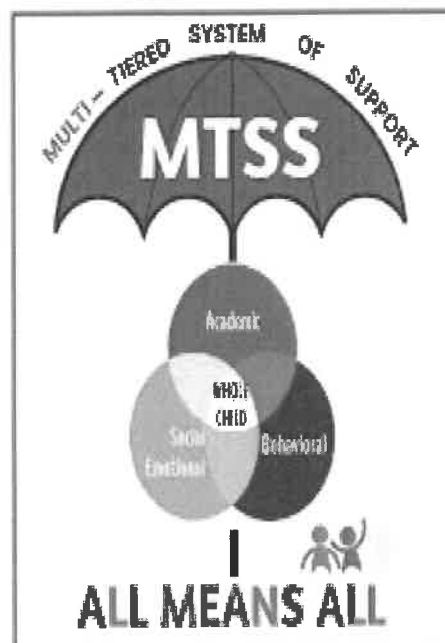 MULTI - TIERED SYSTEM OF SUPPORT
MTSS
Academic
WHOLE
CHILD
Social
Emotional
Behavioral
ALL MEANS ALL